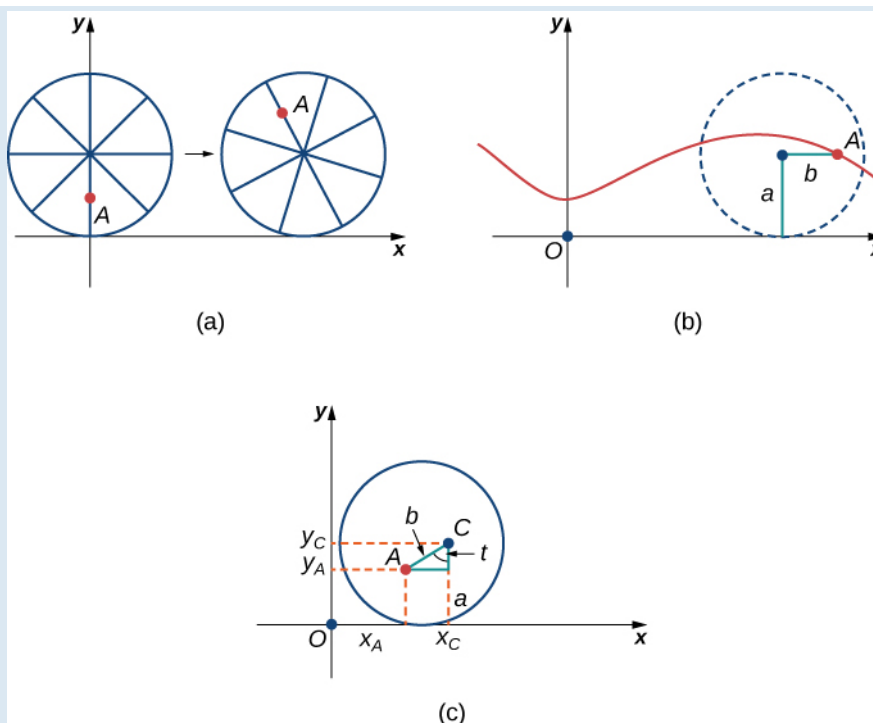 y y
A A
A
b
a
x O x
(a) (b)
y
b C
y_C
A t
y_A
a
O x_A x_C x
(c)